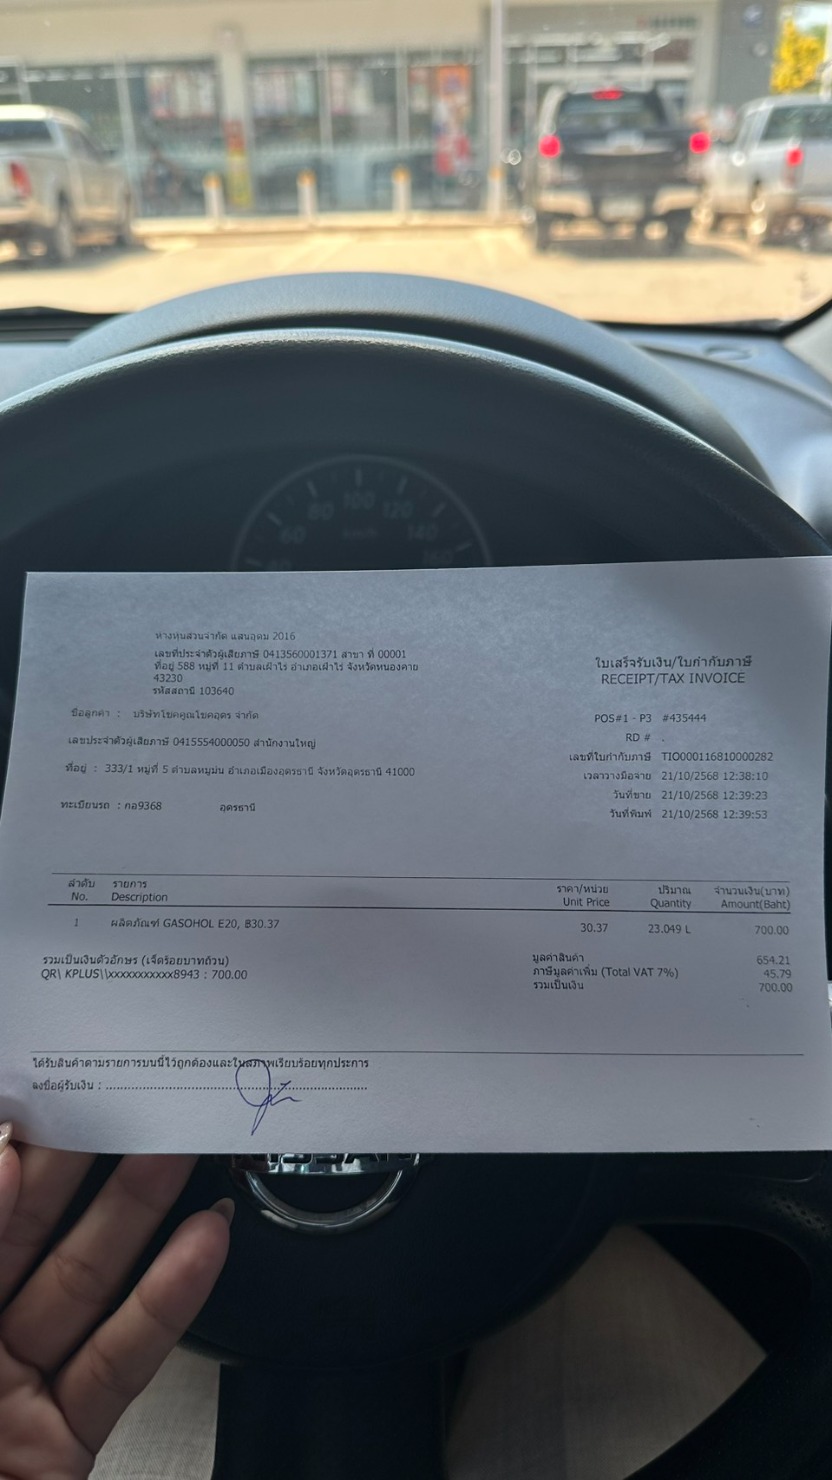 ห้างหุ้นส่วนจำกัด แสนอุดม 2016
เลขที่ประจำตัวผู้เสียภาษี 0413560001371 สาขา ที่ 00001
ที่อยู่ 588 หมู่ที่ 11 ตำบลเฝ้าไร่ อำเภอเฝ้าไร่ จังหวัดหนองคาย
43230
รหัสสถานี 103640
ใบเสร็จรับเงิน/ใบกำกับภาษี
RECEIPT/TAX INVOICE
ชื่อลูกค้า : บริษัทโชคคูณโชคอุดร จำกัด
POS#1 - P3 #435444
RD # .
เลขประจำตัวผู้เสียภาษี 0415554000050 สำนักงานใหญ่
เลขที่ใบกำกับภาษี TIO000116810000282
ที่อยู่ : 333/1 หมู่ที่ 5 ตำบลหมูม่น อำเภอเมืองอุดรธานี จังหวัดอุดรธานี 41000
เวลาวางมือจ่าย 21/10/2568 12:38:10
วันที่ขาย 21/10/2568 12:39:23
ทะเบียนรถ : กอ9368 อุดรธานี
วันที่พิมพ์ 21/10/2568 12:39:53
ลำดับ รายการ ราคา/หน่วย ปริมาณ จำนวนเงิน(บาท)
No. Description Unit Price Quantity Amount(Baht)
1 ผลิตภัณฑ์ GASOHOL E20, ฿30.37 30.37 23.049 L 700.00
รวมเป็นเงินตัวอักษร (เจ็ดร้อยบาทถ้วน) มูลค่าสินค้า 654.21
QR\ KPLUS\\xxxxxxxxxxx8943 : 700.00 ภาษีมูลค่าเพิ่ม (Total VAT 7%) 45.79
รวมเป็นเงิน 700.00
ได้รับสินค้าตามรายการบนนี้ไว้ถูกต้องและในสภาพเรียบร้อยทุกประการ
ลงชื่อผู้รับเงิน : ..........................................................